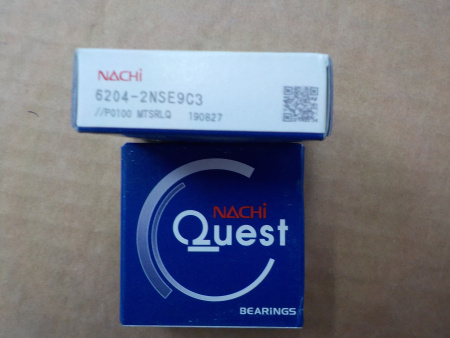 NACHi
6204-2NSE9C3
//P0100 MTSRLQ 190827
NACHi
Quest
BEARiNGS